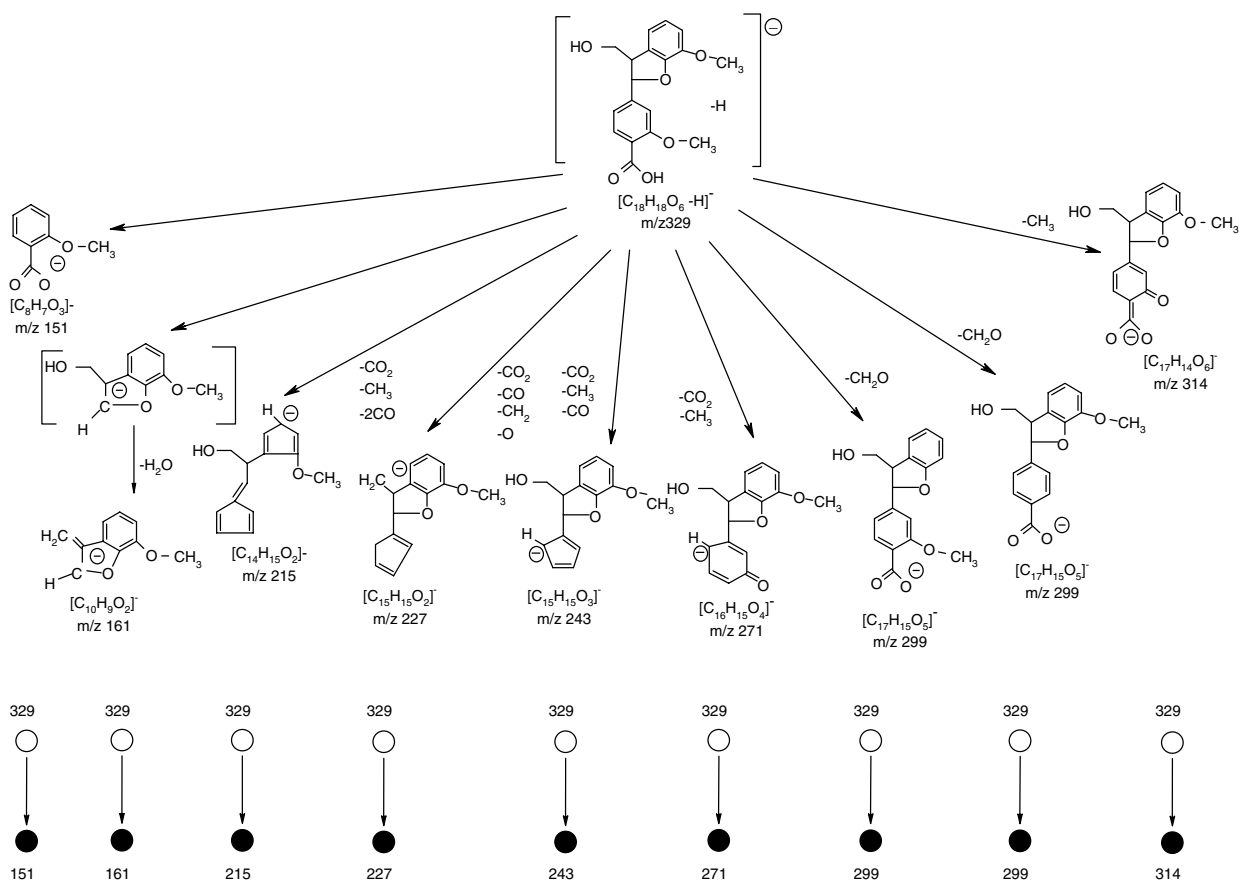 HO
O
CH3
O
-H
O
CH3
O
OH
[C18H18O6 -H]-
m/z329
−
O
CH3
O
O
−
[C8H7O3]-
m/z 151
HO
−
O
CH3
C
O
H
-H2O
H2C
−
O
CH3
C
O
H
[C10H9O2]-
m/z 161
H
−
HO
O
CH3
[C14H15O2]-
m/z 215
-CO2
-CH3
-2CO
H2C
−
O
CH3
O
[C15H15O2]-
m/z 227
-CO2
-CO
-CH2
-O
HO
O
CH3
O
H
−
[C15H15O3]-
m/z 243
-CO2
-CH3
-CO
HO
O
CH3
O
H
−
O
[C16H15O4]-
m/z 271
-CO2
-CH3
HO
O
O
CH3
O
O
−
[C17H15O5]-
m/z 299
-CH2O
HO
O
CH3
O
O
O
−
[C17H15O5]-
m/z 299
-CH2O
HO
O
CH3
O
O
O
O
−
[C17H14O6]-
m/z 314
-CH3
329 329 329 329 329 329 329 329 329
151 161 215 227 243 271 299 299 314